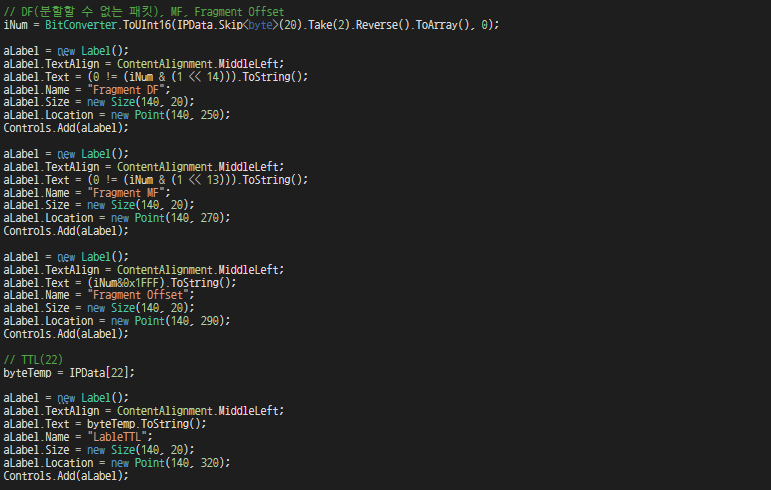 // DF(분할할 수 없는 패킷), MF, Fragment Offset
iNum = BitConverter.ToUInt16(IPData.Skip<byte>(20).Take(2).Reverse().ToArray(), 0);
aLabel = new Label();
aLabel.TextAlign = ContentAlignment.MiddleLeft;
aLabel.Text = (0 != (iNum & (1 << 14))).ToString();
aLabel.Name = "Fragment DF";
aLabel.Size = new Size(140, 20);
aLabel.Location = new Point(140, 250);
Controls.Add(aLabel);
aLabel = new Label();
aLabel.TextAlign = ContentAlignment.MiddleLeft;
aLabel.Text = (0 != (iNum & (1 << 13))).ToString();
aLabel.Name = "Fragment MF";
aLabel.Size = new Size(140, 20);
aLabel.Location = new Point(140, 270);
Controls.Add(aLabel);
aLabel = new Label();
aLabel.TextAlign = ContentAlignment.MiddleLeft;
aLabel.Text = (iNum&0x1FFF).ToString();
aLabel.Name = "Fragment Offset";
aLabel.Size = new Size(140, 20);
aLabel.Location = new Point(140, 290);
Controls.Add(aLabel);
// TTL(22)
byteTemp = IPData[22];
aLabel = new Label();
aLabel.TextAlign = ContentAlignment.MiddleLeft;
aLabel.Text = byteTemp.ToString();
aLabel.Name = "LableTTL";
aLabel.Size = new Size(140, 20);
aLabel.Location = new Point(140, 320);
Controls.Add(aLabel);